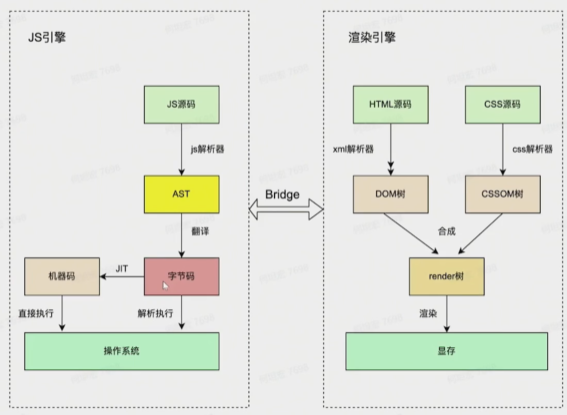 JS引擎
JS源码
js解析器
AST
翻译
字节码
JIT
机器码
直接执行
解析执行
操作系统
Bridge
渲染引擎
HTML源码
CSS源码
xml解析器
css解析器
DOM树
CSSOM树
合成
render树
渲染
显存